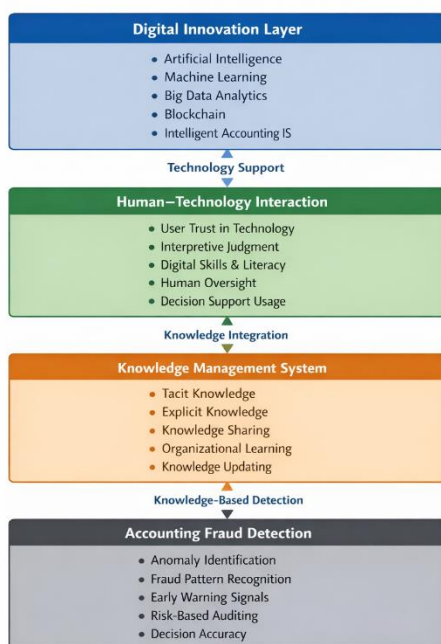 Digital Innovation Layer
• Artificial Intelligence
• Machine Learning
• Big Data Analytics
• Blockchain
• Intelligent Accounting IS
Technology Support
Human–Technology Interaction
• User Trust in Technology
• Interpretive Judgment
• Digital Skills & Literacy
• Human Oversight
• Decision Support Usage
Knowledge Integration
Knowledge Management System
• Tacit Knowledge
• Explicit Knowledge
• Knowledge Sharing
• Organizational Learning
• Knowledge Updating
Knowledge-Based Detection
Accounting Fraud Detection
• Anomaly Identification
• Fraud Pattern Recognition
• Early Warning Signals
• Risk-Based Auditing
• Decision Accuracy